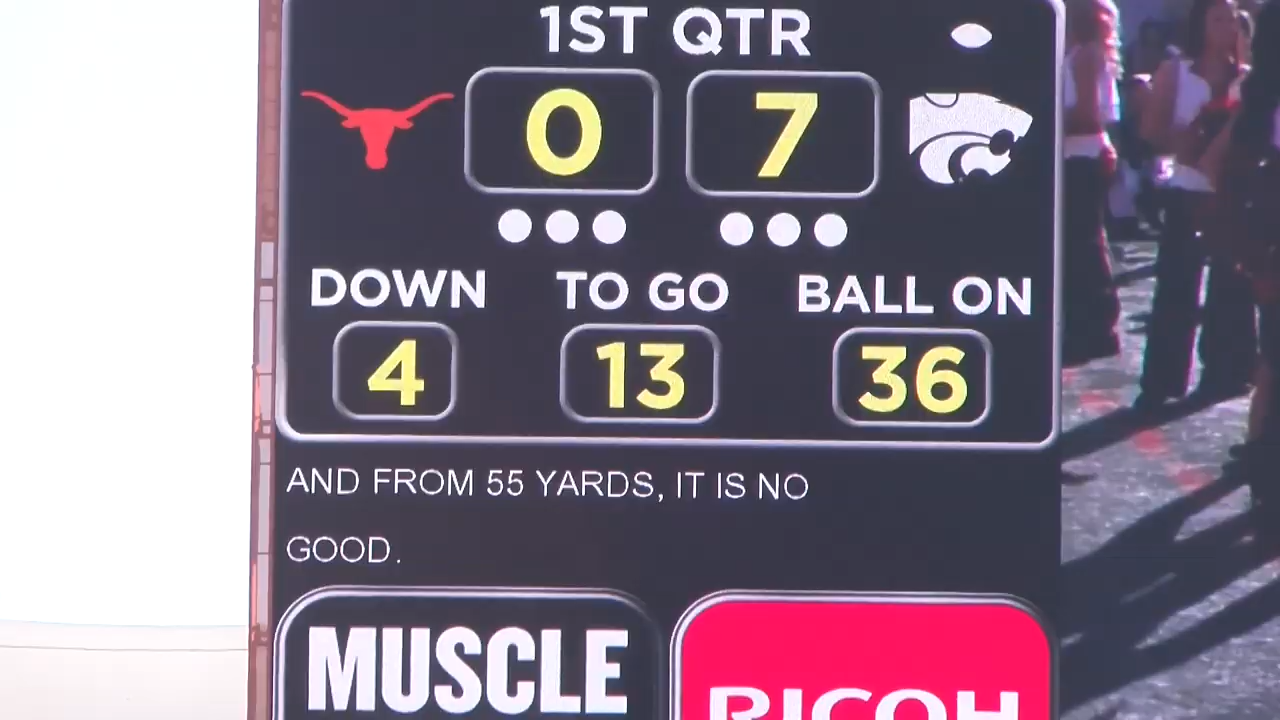 1ST QTR
0 7
DOWN TO GO BALL ON
4 13 36
AND FROM 55 YARDS, IT IS NO
GOOD.
MUSCLE
RICOH